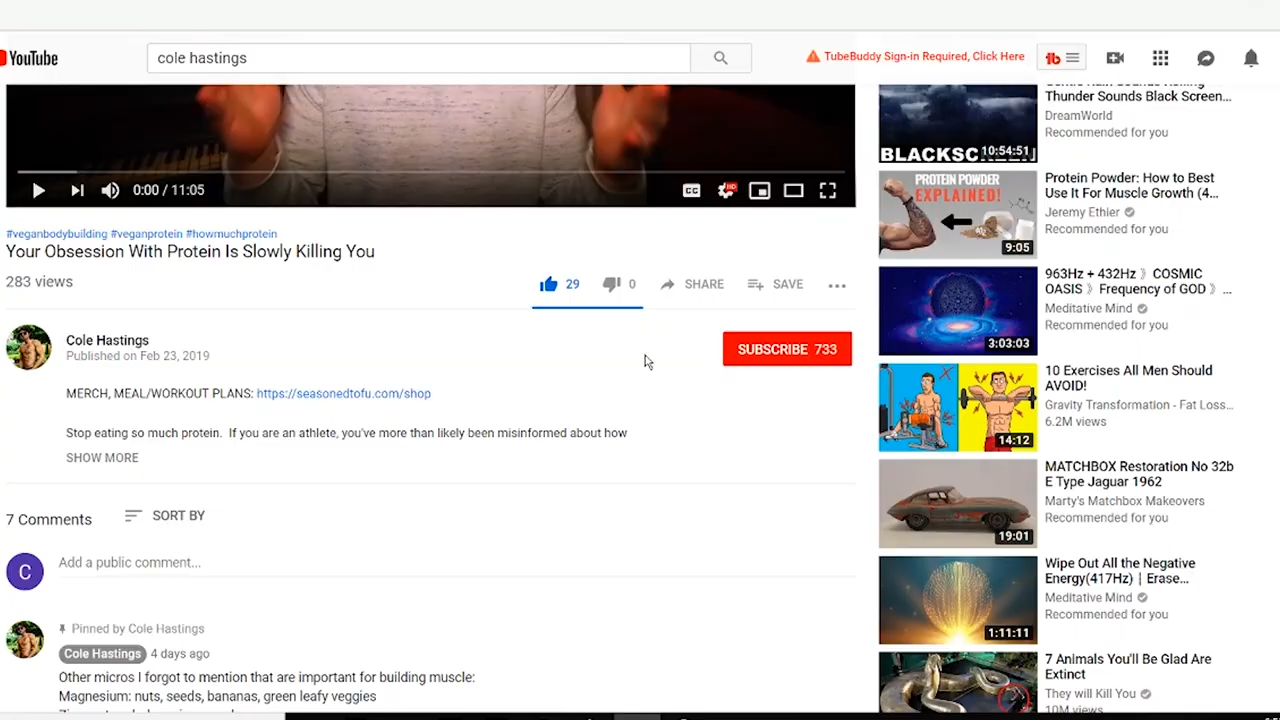 YouTube
cole hastings
TubeBuddy Sign-in Required, Click Here
0:00 / 11:05
CC
HD
#veganbodybuilding #veganprotein #howmuchprotein
Your Obsession With Protein Is Slowly Killing You
283 views
29
0
SHARE
SAVE
Cole Hastings
Published on Feb 23, 2019
SUBSCRIBE 733
MERCH, MEAL/WORKOUT PLANS: https://seasonedtofu.com/shop
Stop eating so much protein. If you are an athlete, you've more than likely been misinformed about how
SHOW MORE
7 Comments
SORT BY
C
Add a public comment...
Pinned by Cole Hastings
Cole Hastings 4 days ago
Other micros I forgot to mention that are important for building muscle:
Magnesium: nuts, seeds, bananas, green leafy veggies
Thunder Sounds Black Screen...
DreamWorld
Recommended for you
10:54:51
PROTEIN POWDER
EXPLAINED!
9:05
Protein Powder: How to Best
Use It For Muscle Growth (4...
Jeremy Ethier
Recommended for you
3:03:03
963Hz + 432Hz 》 COSMIC
OASIS 》 Frequency of GOD 》...
Meditative Mind
Recommended for you
14:12
10 Exercises All Men Should
AVOID!
Gravity Transformation - Fat Loss...
6.2M views
19:01
MATCHBOX Restoration No 32b
E Type Jaguar 1962
Marty's Matchbox Makeovers
Recommended for you
1:11:11
Wipe Out All the Negative
Energy(417Hz) | Erase...
Meditative Mind
Recommended for you
7 Animals You'll Be Glad Are
Extinct
They will Kill You
10M views